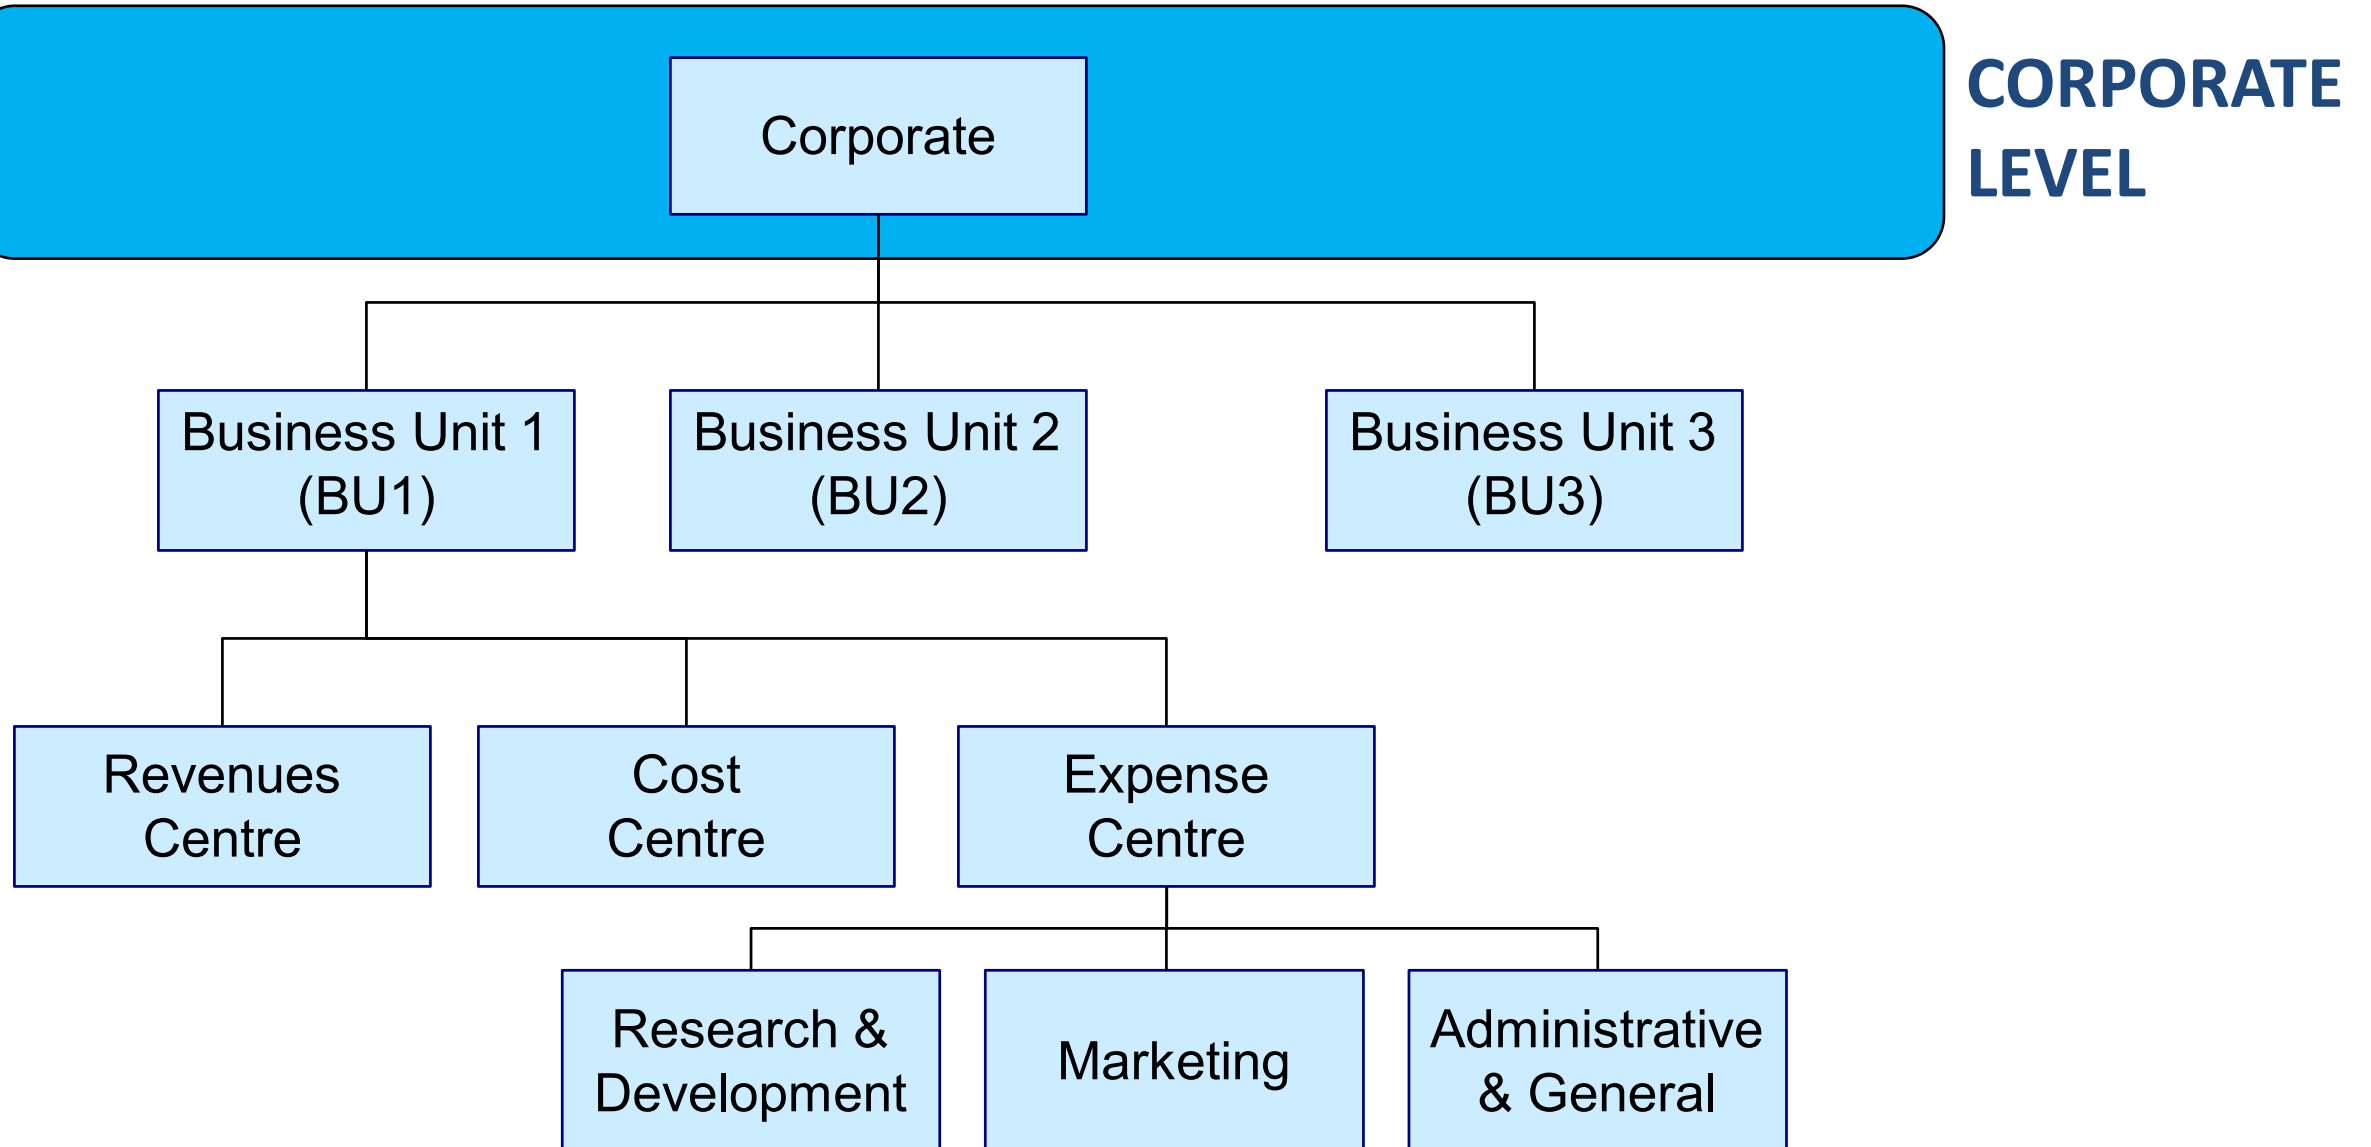 Corporate
CORPORATE
LEVEL
Business Unit 1
(BU1)
Business Unit 2
(BU2)
Business Unit 3
(BU3)
Revenues
Centre
Cost
Centre
Expense
Centre
Research &
Development
Marketing
Administrative
& General